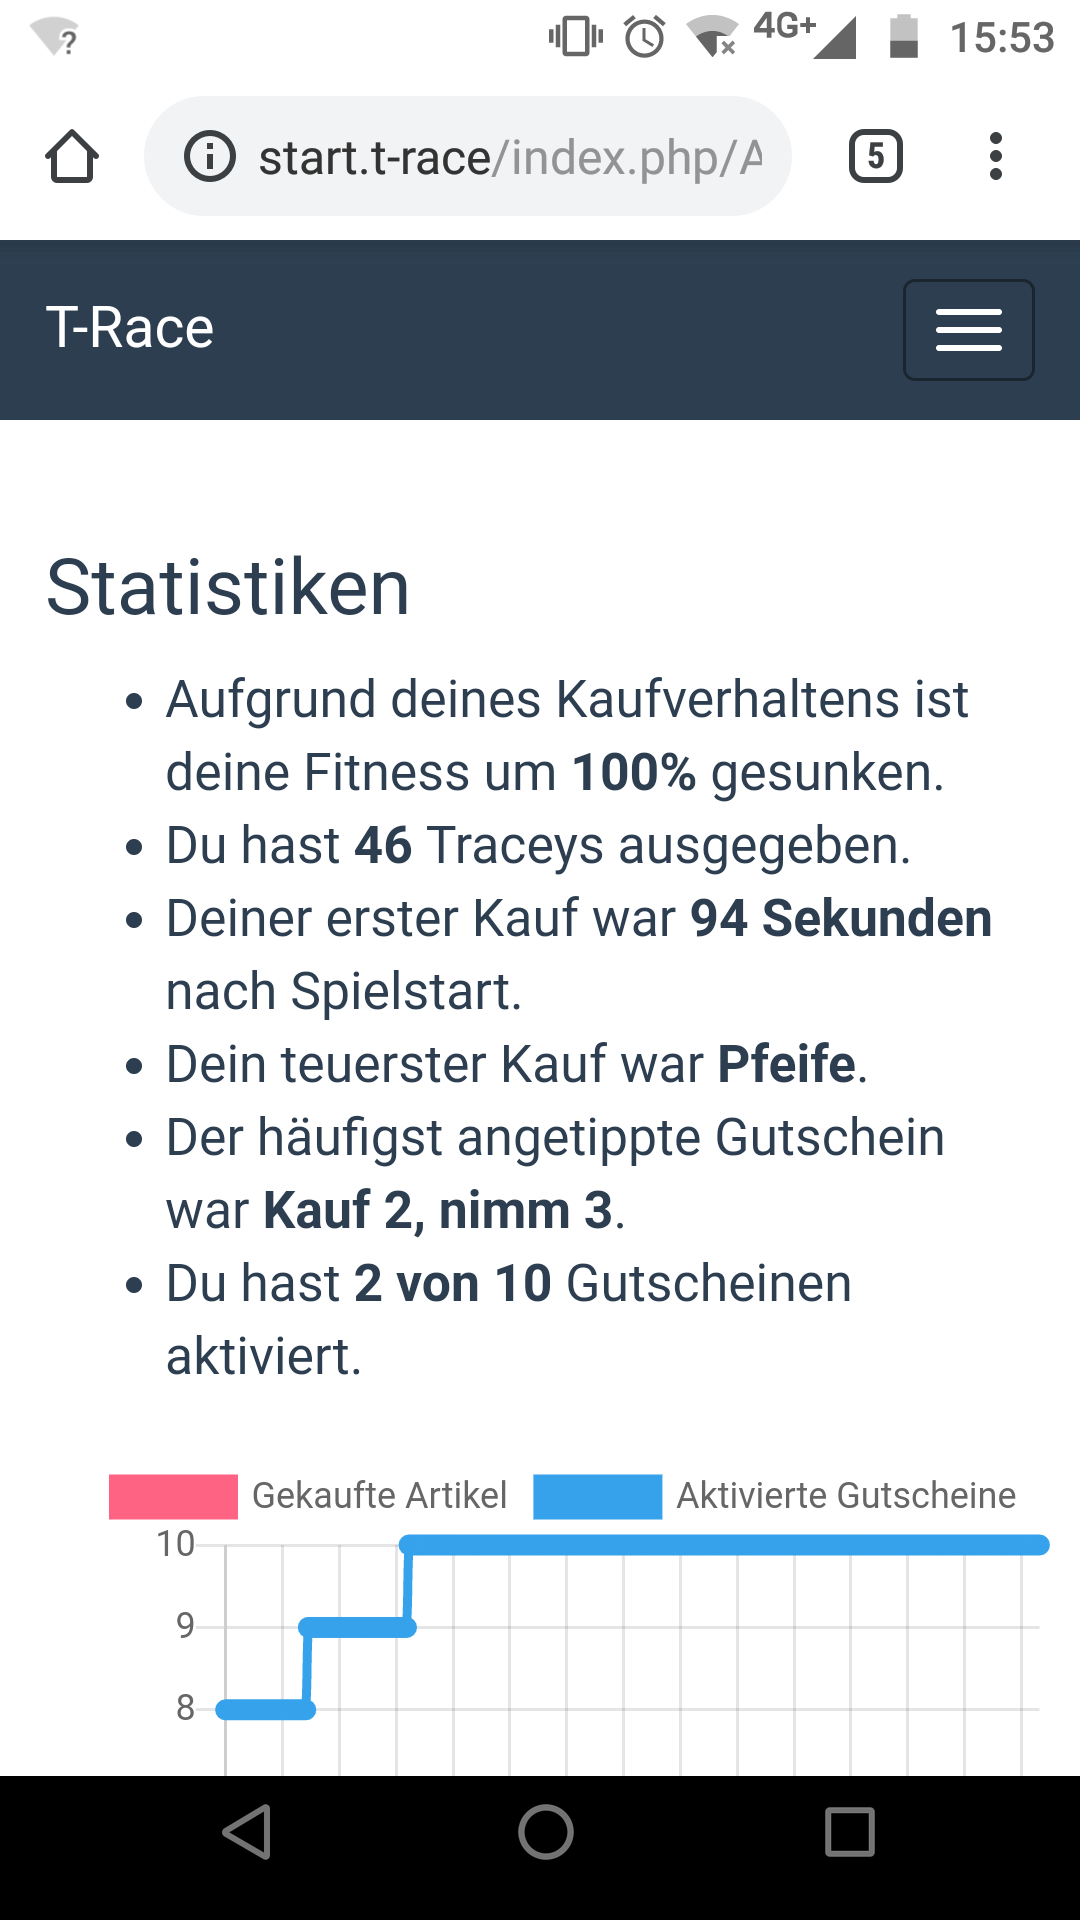 ?
4G+
15:53
start.t-race/index.php/A
5
T-Race
Statistiken
• Aufgrund deines Kaufverhaltens ist
deine Fitness um 100% gesunken.
• Du hast 46 Traceys ausgegeben.
• Deiner erster Kauf war 94 Sekunden
nach Spielstart.
• Dein teuerster Kauf war Pfeife.
• Der häufigst angetippte Gutschein
war Kauf 2, nimm 3.
• Du hast 2 von 10 Gutscheinen
aktiviert.
Gekaufte Artikel Aktivierte Gutscheine
10
9
8